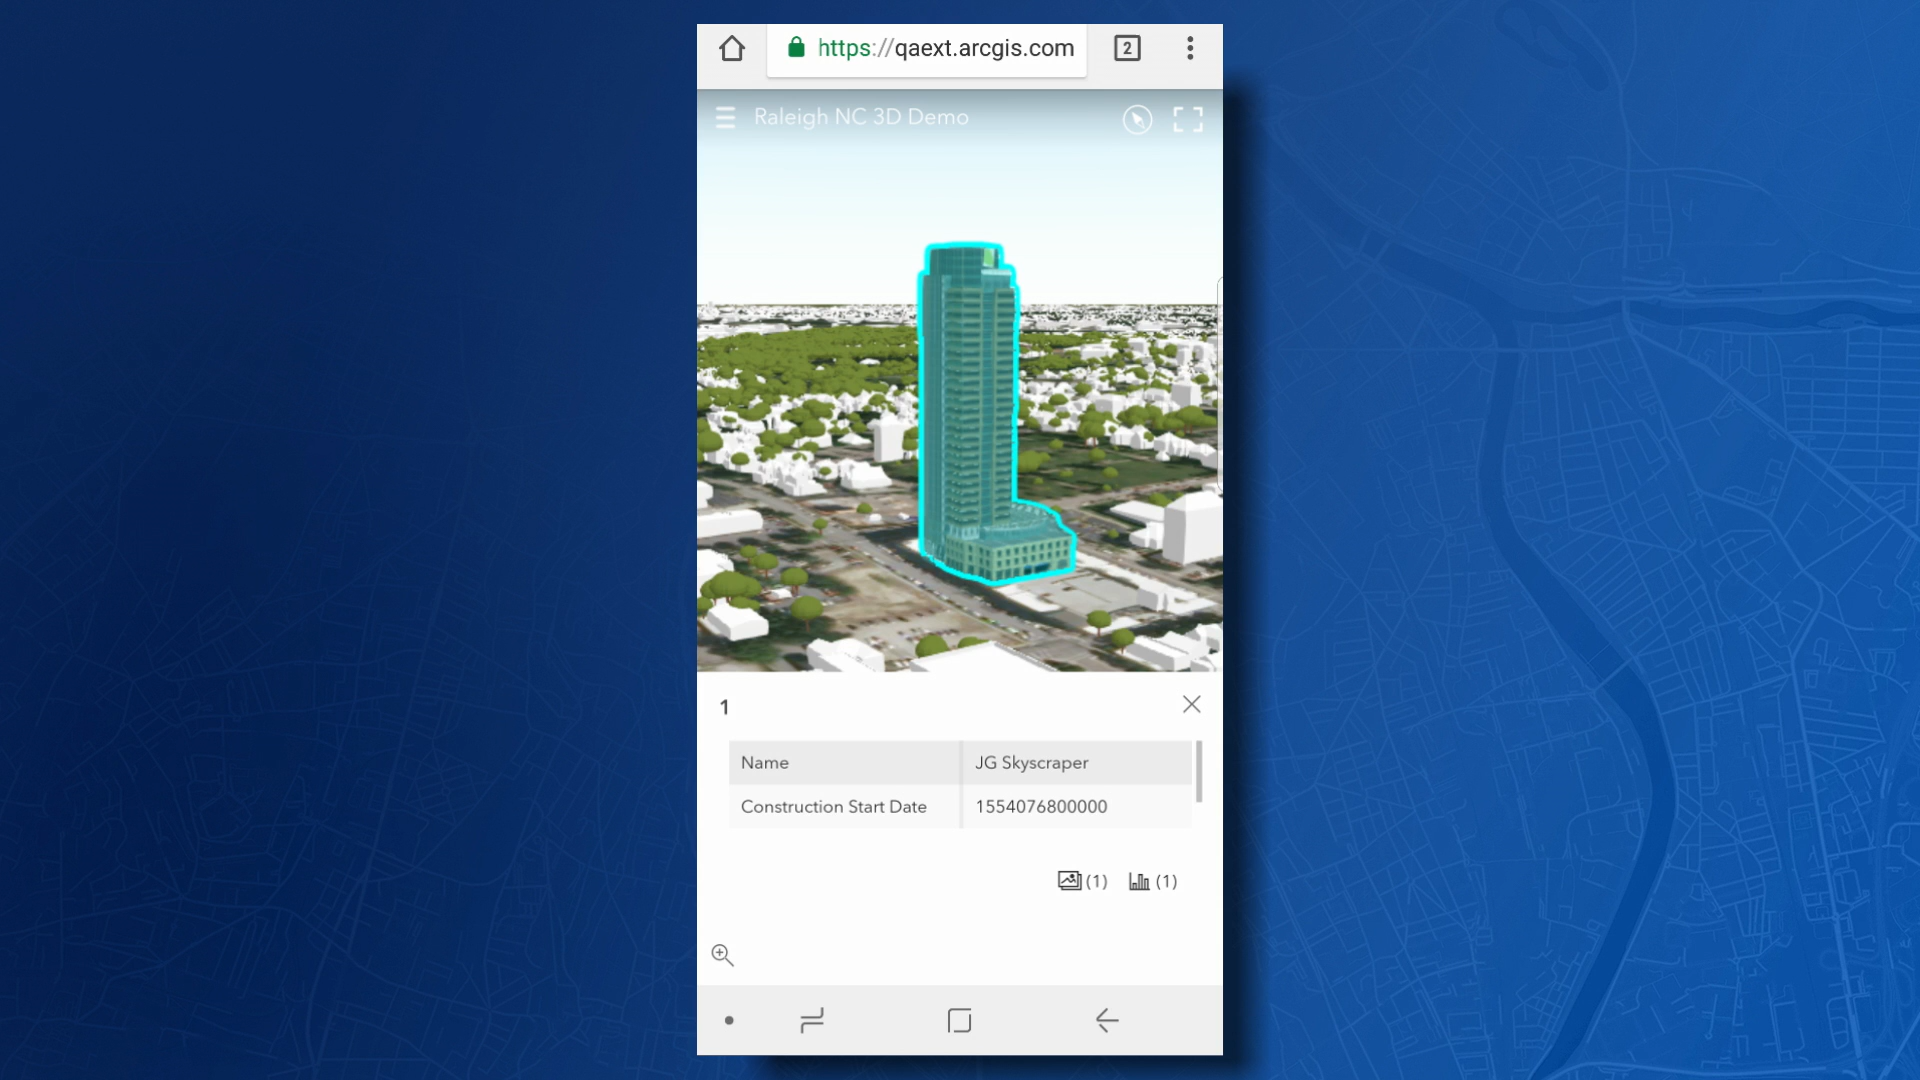 https://qaext.arcgis.com
2
Raleigh NC 3D Demo
1
Name JG Skyscraper
Construction Start Date 1554076800000
(1) (1)